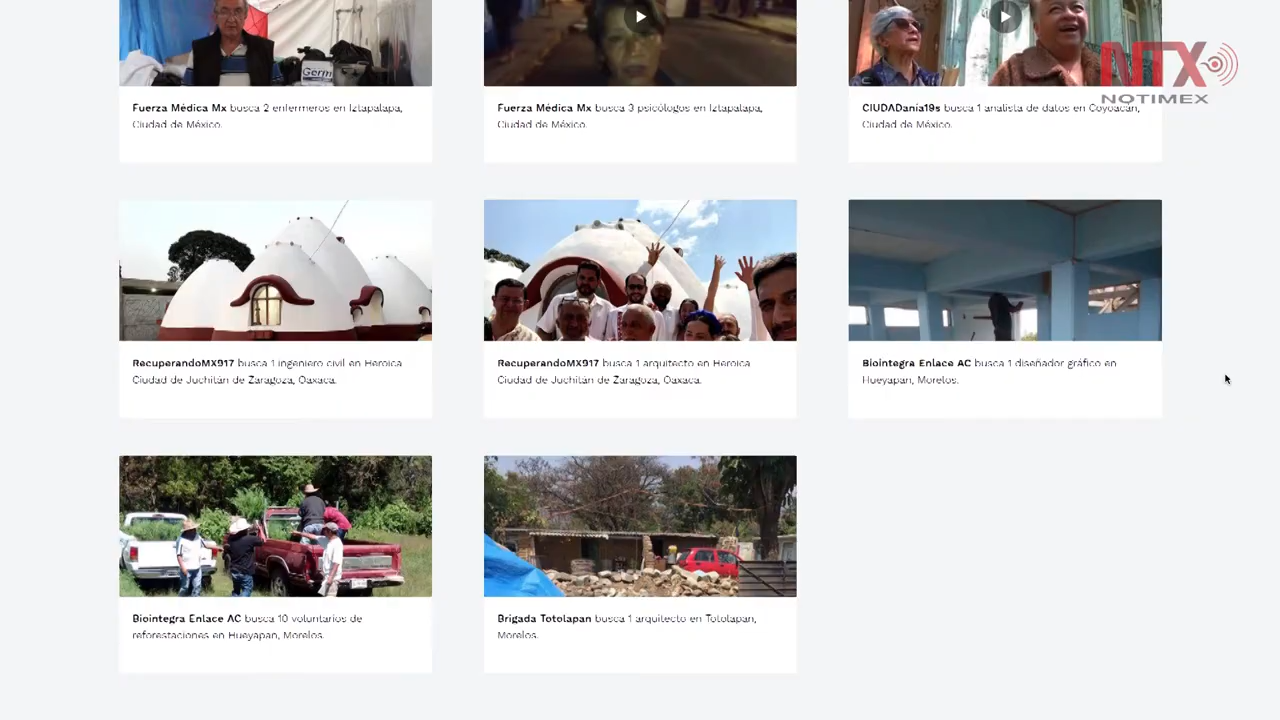 Germ
NTX
NOTIMEX
Fuerza Médica Mx busca 2 enfermeros en Iztapalapa,
Ciudad de México.
Fuerza Médica Mx busca 3 psicólogos en Iztapalapa,
Ciudad de México.
CIUDADanía19s busca 1 analista de datos en Coyoacán,
Ciudad de México.
RecuperandoMX917 busca 1 ingeniero civil en Heroica
Ciudad de Juchitán de Zaragoza, Oaxaca.
RecuperandoMX917 busca 1 arquitecto en Heroica
Ciudad de Juchitán de Zaragoza, Oaxaca.
Biointegra Enlace AC busca 1 diseñador gráfico en
Hueyapan, Morelos.
Biointegra Enlace AC busca 10 voluntarios de
reforestaciones en Hueyapan, Morelos.
Brigada Totolapan busca 1 arquitecto en Totolapan,
Morelos.